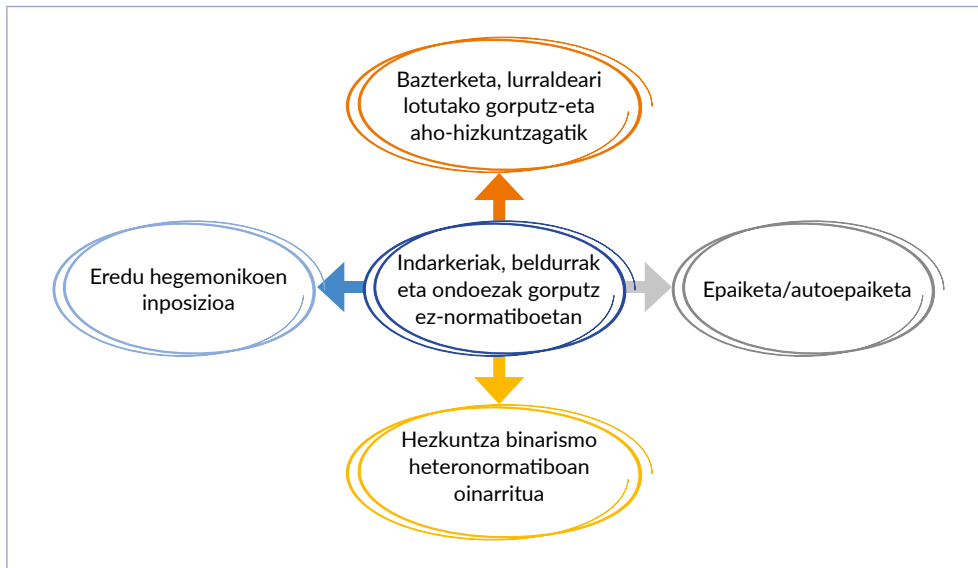 Bazterketa, lurraldeari
lotutako gorputz-eta
aho-hizkuntzagatik
Eredu hegemonikoen
inposizioa
Indarkeriak, beldurrak
eta ondoezak gorputz
ez-normatiboetan
Epaiketa/autoepaiketa
Hezkuntza binarismo
heteronormatiboan
oinarritua